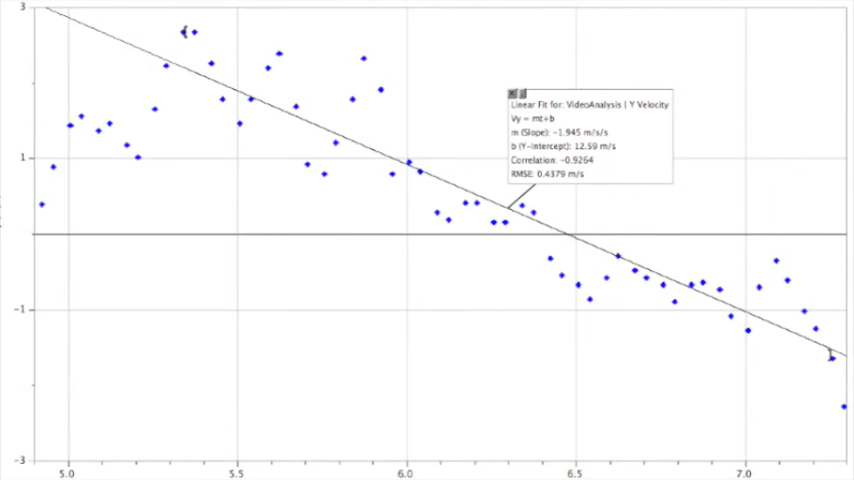 3
1
-1
-3
Linear Fit for: VideoAnalysis | Y Velocity
Vy = mt+b
m (Slope): -1.945 m/s/s
b (Y-Intercept): 12.59 m/s
Correlation: -0.9264
RMSE: 0.4379 m/s
5.0 5.5 6.0 6.5 7.0